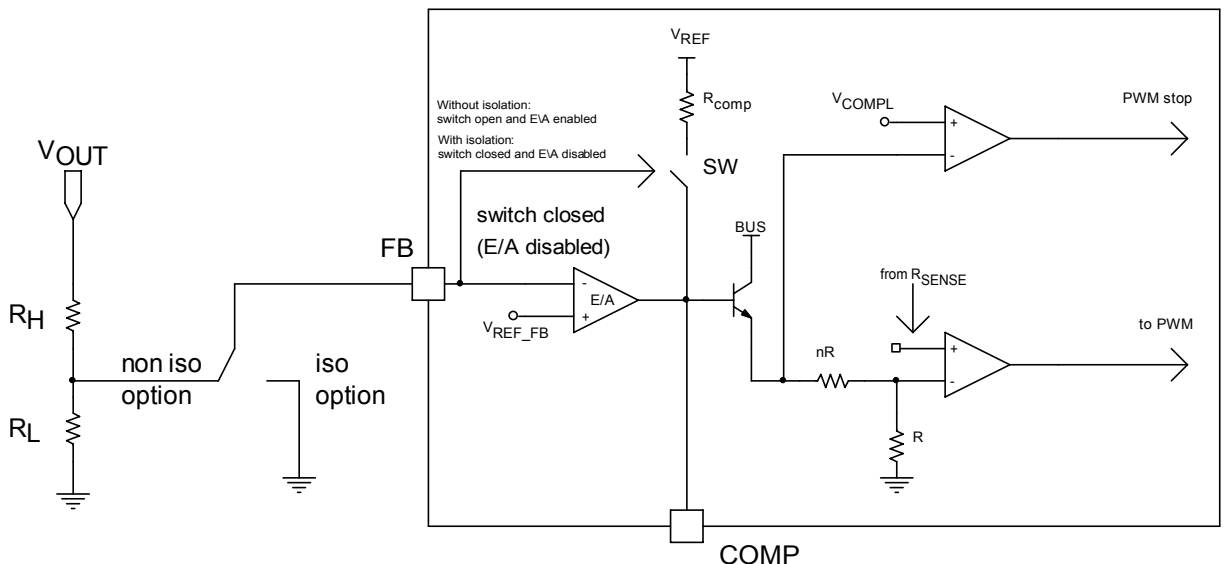 VREF
Rcomp
Without isolation:
switch open and E\A enabled
With isolation:
switch closed and E\A disabled
SW
VCOMPL
+
-
PWM stop
VOUT
switch closed
(E/A disabled)
FB
BUS
-
E/A
+
VREF_FB
from RSENSE
to PWM
RH
nR
+
-
non iso
option
iso
option
RL
R
COMP